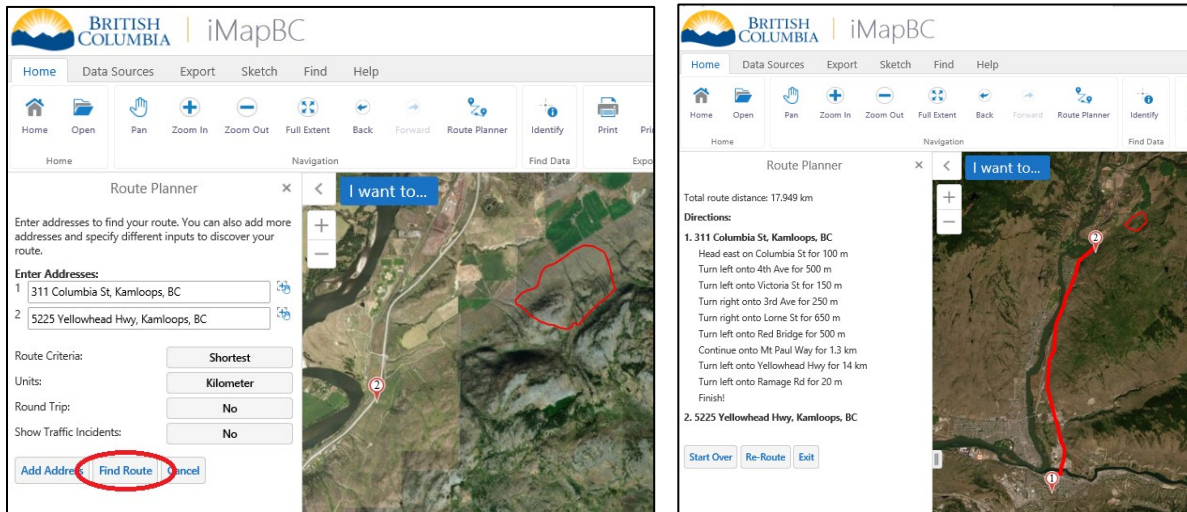 BRITISH
COLUMBIA
iMapBC
Home Data Sources Export Sketch Find Help
Home Open Pan Zoom In Zoom Out Full Extent Back Forward Route Planner Identify Print
Home Navigation Find Data
Route Planner ×
I want to...
Enter addresses to find your route. You can also add more
addresses and specify different inputs to discover your
route.
Enter Addresses:
1 311 Columbia St, Kamloops, BC
2 5225 Yellowhead Hwy, Kamloops, BC
Route Criteria: Shortest
Units: Kilometer
Round Trip: No
Show Traffic Incidents: No
Add Address Find Route Cancel
2
BRITISH
COLUMBIA
iMapBC
Home Data Sources Export Sketch Find Help
Home Open Pan Zoom In Zoom Out Full Extent Back Forward Route Planner Identify
Home Navigation Find Data
Route Planner ×
I want to...
Total route distance: 17.949 km
Directions:
1. 311 Columbia St, Kamloops, BC
Head east on Columbia St for 100 m
Turn left onto 4th Ave for 500 m
Turn left onto Victoria St for 150 m
Turn right onto 3rd Ave for 250 m
Turn right onto Lorne St for 650 m
Turn left onto Red Bridge for 500 m
Continue onto Mt Paul Way for 1.3 km
Turn left onto Yellowhead Hwy for 14 km
Turn left onto Ramage Rd for 20 m
Finish!
2. 5225 Yellowhead Hwy, Kamloops, BC
Start Over Re-Route Exit
2
1